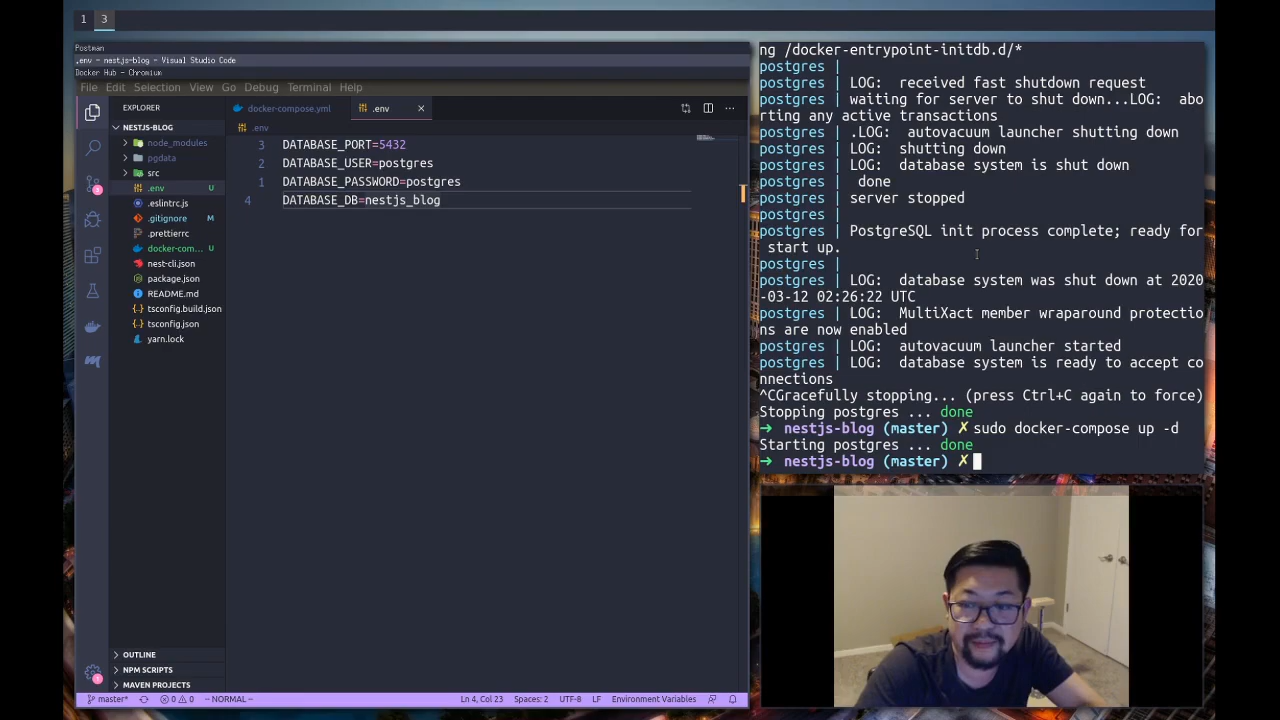 1 3
Postman
.env - nestjs-blog - Visual Studio Code
Docker Hub - Chromium
File Edit Selection View Go Debug Terminal Help
EXPLORER
NESTJS-BLOG
node_modules
pgdata
src
.env U
.eslintrc.js
.gitignore M
.prettierrc
docker-com... U
nest-cli.json
package.json
README.md
tsconfig.build.json
tsconfig.json
yarn.lock
OUTLINE
NPM SCRIPTS
MAVEN PROJECTS
docker-compose.yml .env
.env
3 DATABASE_PORT=5432
2 DATABASE_USER=postgres
1 DATABASE_PASSWORD=postgres
4 DATABASE_DB=nestjs_blog
master* 0 0 -- NORMAL -- Ln 4, Col 23 Spaces: 2 UTF-8 LF Environment Variables
ng /docker-entrypoint-initdb.d/*
postgres |
postgres | LOG:  received fast shutdown request
postgres | waiting for server to shut down...LOG:  abo
rting any active transactions
postgres | .LOG:  autovacuum launcher shutting down
postgres | LOG:  shutting down
postgres | LOG:  database system is shut down
postgres |  done
postgres | server stopped
postgres |
postgres | PostgreSQL init process complete; ready for
 start up.
postgres |
postgres | LOG:  database system was shut down at 2020
-03-12 02:26:22 UTC
postgres | LOG:  MultiXact member wraparound protectio
ns are now enabled
postgres | LOG:  autovacuum launcher started
postgres | LOG:  database system is ready to accept co
nnections
^CGracefully stopping... (press Ctrl+C again to force)
Stopping postgres ... done
➜ nestjs-blog (master) ✗ sudo docker-compose up -d
Starting postgres ... done
➜ nestjs-blog (master) ✗